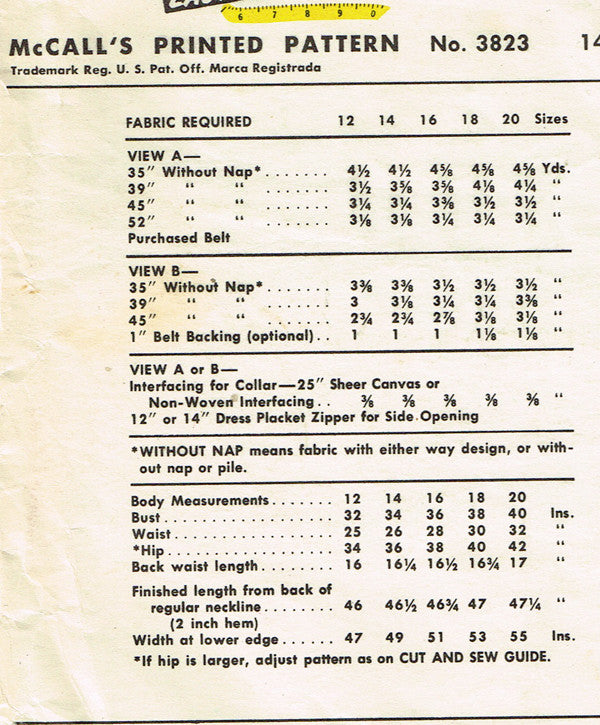 6 7 8 9 0
McCALL'S PRINTED PATTERN No. 3823 14
Trademark Reg. U. S. Pat. Off. Marca Registrada
FABRIC REQUIRED 12 14 16 18 20 Sizes
VIEW A—
35" Without Nap* ....... 4½ 4½ 4⅝ 4⅝ 4⅝ Yds.
39" " " ....... 3½ 3⅝ 3⅝ 4⅛ 4¼ "
45" " " ....... 3¼ 3¼ 3⅜ 3½ 3½ "
52" " " ....... 3⅛ 3⅛ 3¼ 3¼ 3¼ "
Purchased Belt
VIEW B—
35" Without Nap* ....... 3⅜ 3⅜ 3½ 3½ 3½ "
39" " " ....... 3 3⅛ 3¼ 3¼ 3⅜ "
45" " " ....... 2¾ 2¾ 2⅞ 3⅛ 3⅛ "
1" Belt Backing (optional) .. 1 1 1 1⅛ 1⅛ "
VIEW A or B—
Interfacing for Collar—25" Sheer Canvas or
Non-Woven Interfacing.. ⅜ ⅜ ⅜ ⅜ ⅜ "
12" or 14" Dress Placket Zipper for Side Opening
*WITHOUT NAP means fabric with either way design, or with-
out nap or pile.
Body Measurements ....... 12 14 16 18 20
Bust .................. 32 34 36 38 40 Ins.
Waist ................. 25 26 28 30 32 "
*Hip .................. 34 36 38 40 42 "
Back waist length ........ 16 16¼ 16½ 16¾ 17 "
Finished length from back of
regular neckline ........ 46 46½ 46¾ 47 47¼ "
(2 inch hem)
Width at lower edge ...... 47 49 51 53 55 Ins.
*If hip is larger, adjust pattern as on CUT AND SEW GUIDE.